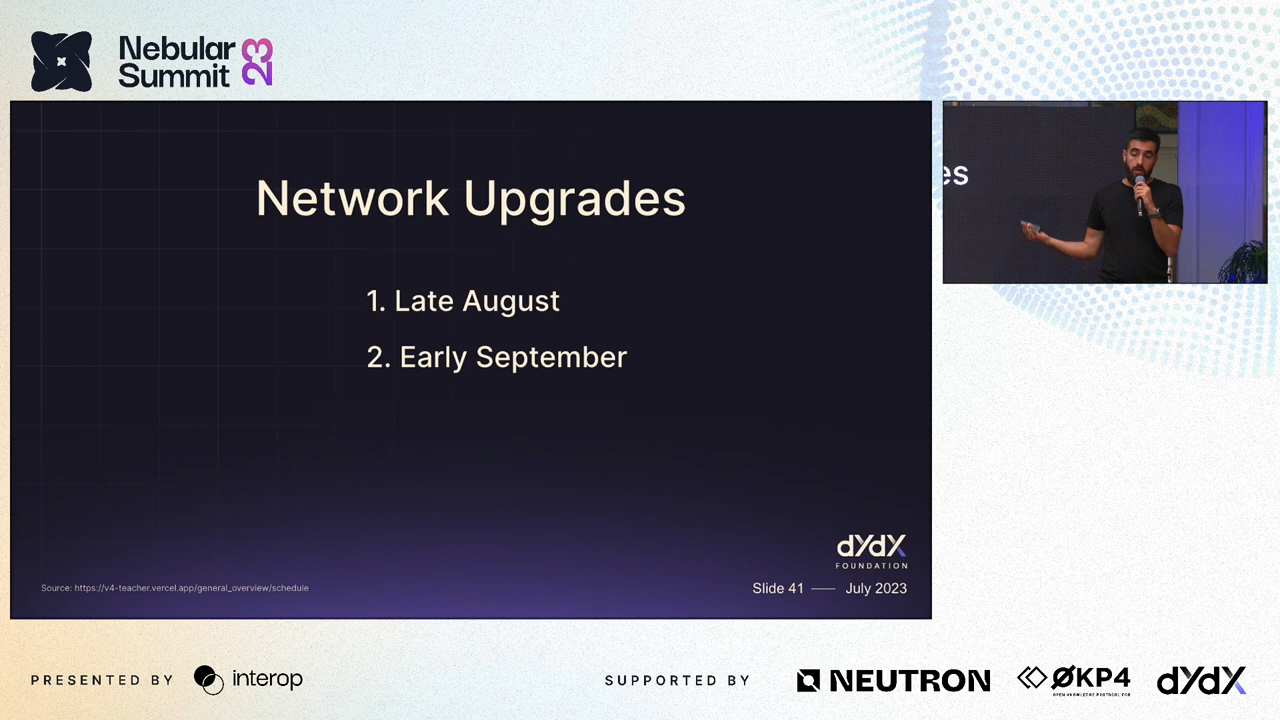 Nebular
Summit
23
Network Upgrades
1. Late August
2. Early September
es
dYdX
FOUNDATION
Source: https://v4-teacher.vercel.app/general_overview/schedule
Slide 41 —— July 2023
PRESENTED BY interop
SUPPORTED BY NEUTRON ØKP4 dYdX
OPEN KNOWLEDGE PROTOCOL FOR